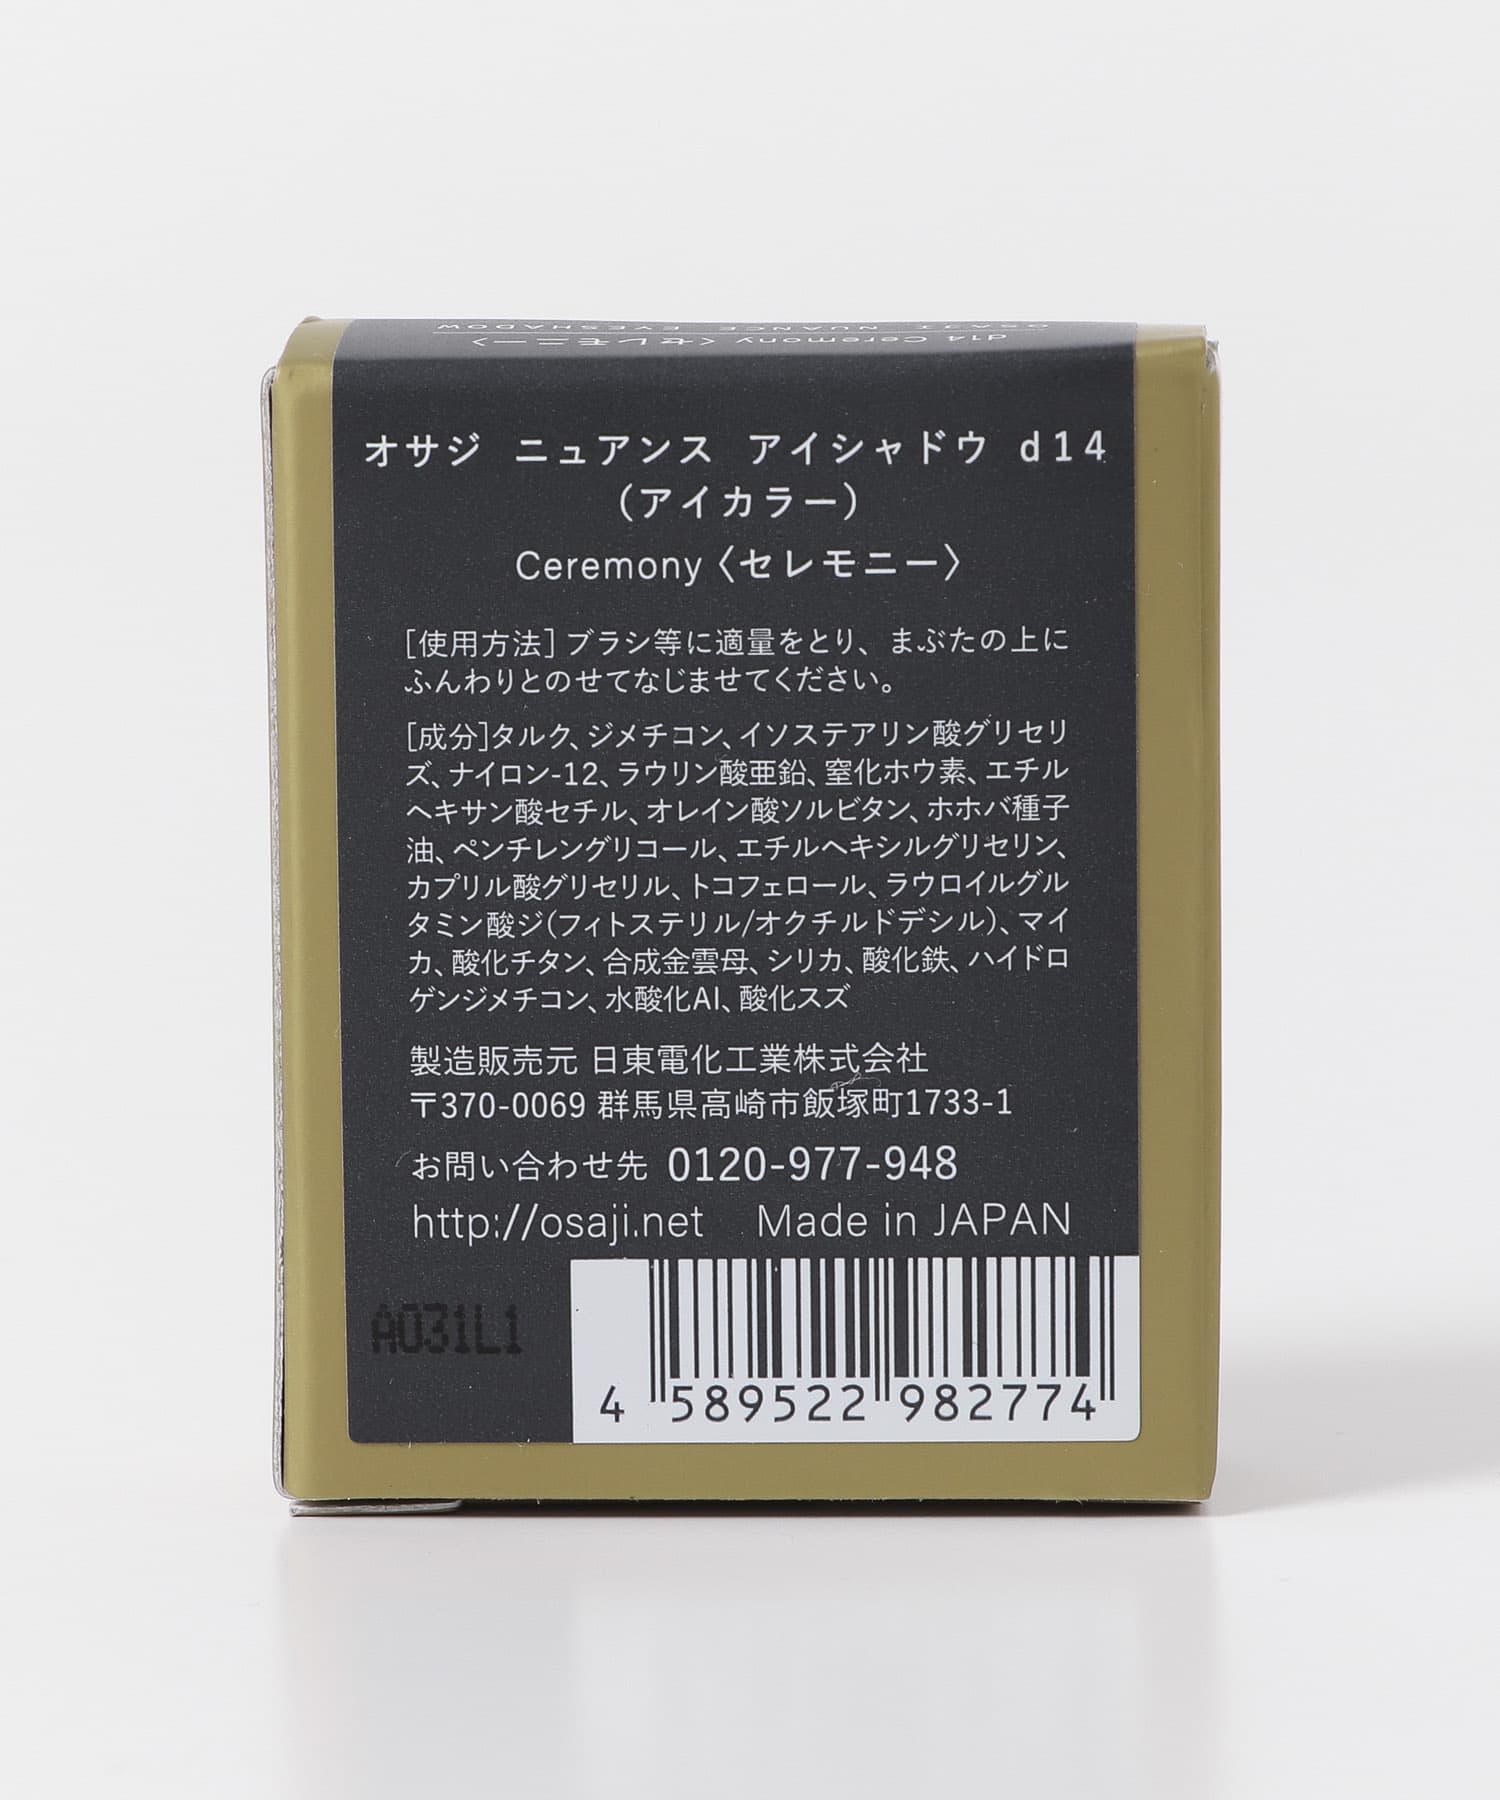 OSAJI NUANCE EYESHADOW
d14 Ceremony〈セレモニー〉
オサジ ニュアンス アイシャドウ d14
（アイカラー）
Ceremony〈セレモニー〉
［使用方法］ブラシ等に適量をとり、まぶたの上に
ふんわりとのせてなじませてください。
［成分］タルク、ジメチコン、イソステアリン酸グリセリ
ズ、ナイロン-12、ラウリン酸亜鉛、窒化ホウ素、エチル
ヘキサン酸セチル、オレイン酸ソルビタン、ホホバ種子
油、ペンチレングリコール、エチルヘキシルグリセリン、
カプリル酸グリセリル、トコフェロール、ラウロイルグル
タミン酸ジ（フィトステリル/オクチルドデシル）、マイ
カ、酸化チタン、合成金雲母、シリカ、酸化鉄、ハイドロ
ゲンジメチコン、水酸化Al、酸化スズ
製造販売元 日東電化工業株式会社
〒370-0069 群馬県高崎市飯塚町1733-1
お問い合わせ先 0120-977-948
http://osaji.net Made in JAPAN
A031L1
4 589522 982774